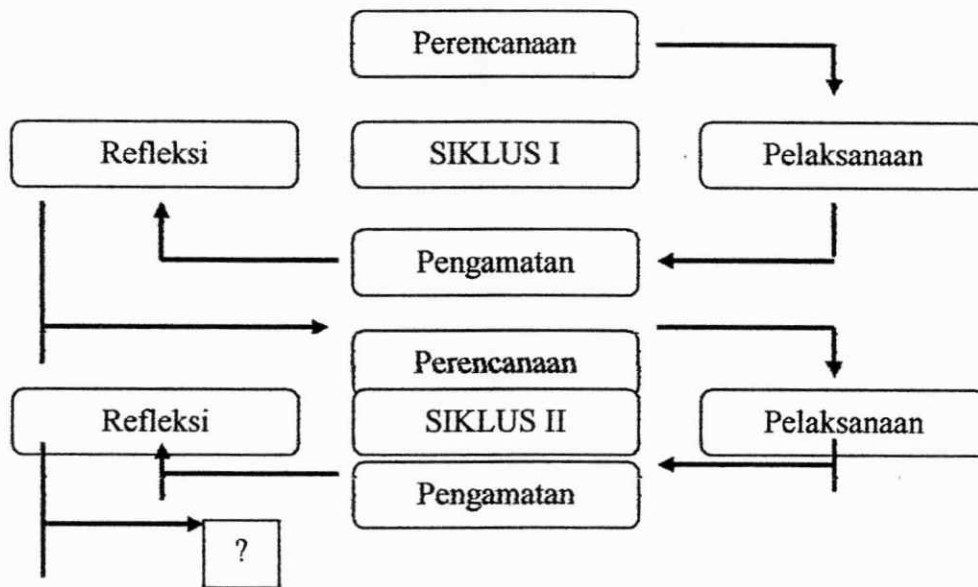 Perencanaan
Refleksi
SIKLUS I
Pelaksanaan
Pengamatan
Perencanaan
Refleksi
SIKLUS II
Pelaksanaan
Pengamatan
?